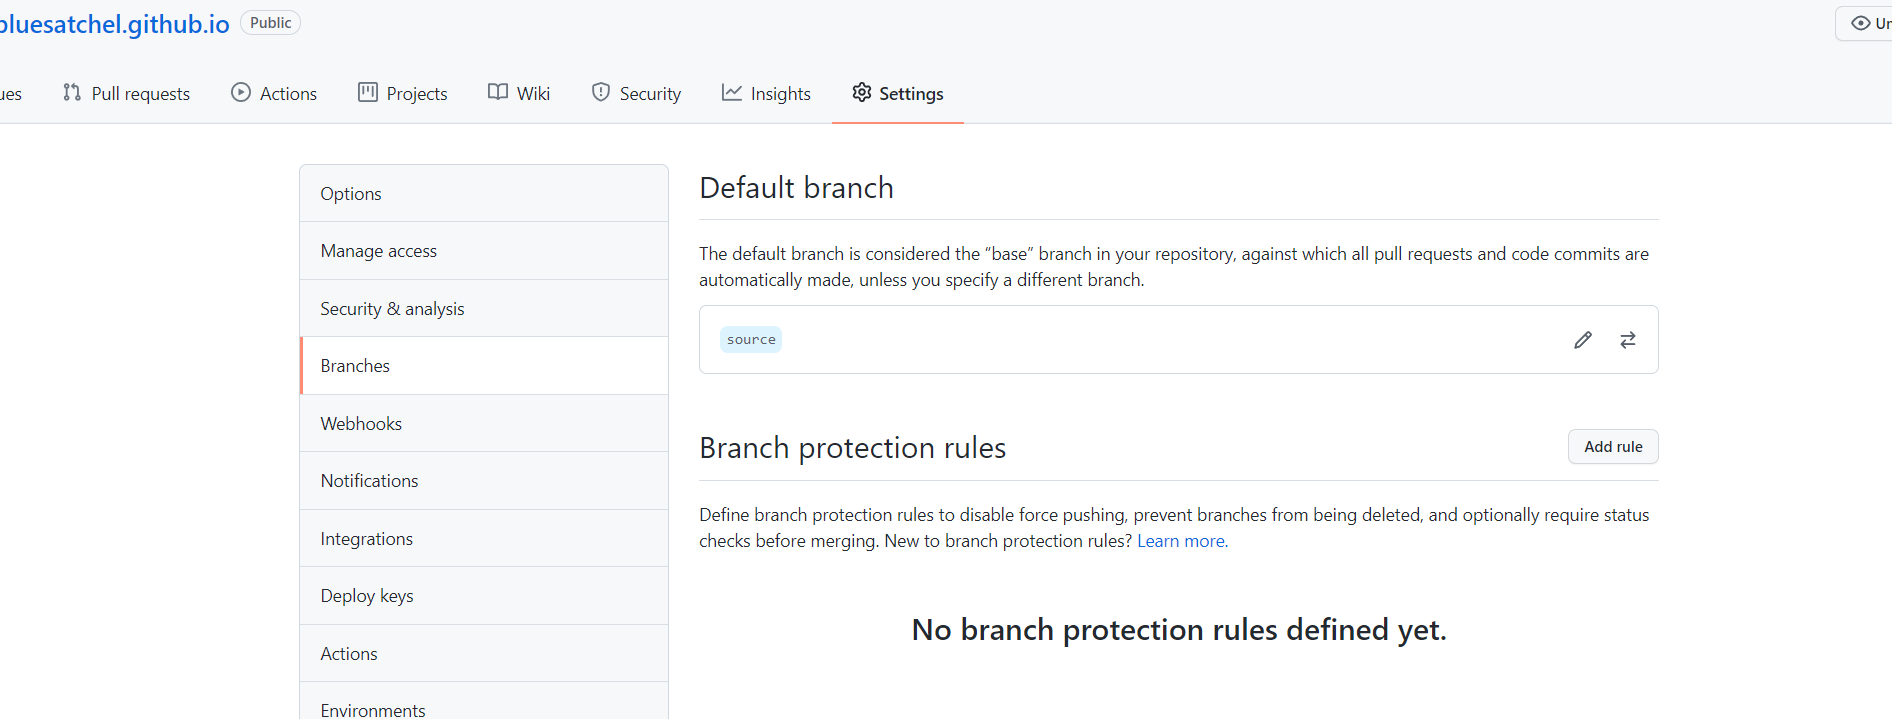 bluesatchel.github.io Public
Pull requests Actions Projects Wiki Security Insights Settings
Options
Manage access
Security & analysis
Branches
Webhooks
Notifications
Integrations
Deploy keys
Actions
Environments
Default branch
The default branch is considered the “base” branch in your repository, against which all pull requests and code commits are
automatically made, unless you specify a different branch.
source
Branch protection rules
Add rule
Define branch protection rules to disable force pushing, prevent branches from being deleted, and optionally require status
checks before merging. New to branch protection rules? Learn more.
No branch protection rules defined yet.